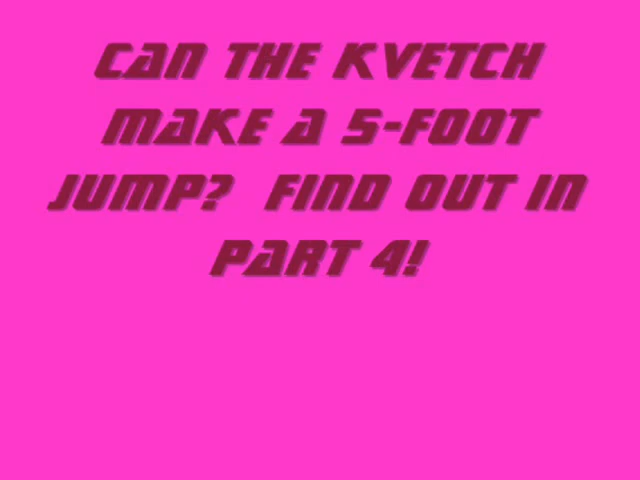 CAN THE KVETCH
MAKE A 5-FOOT
JUMP?  FIND OUT IN
PART 4!